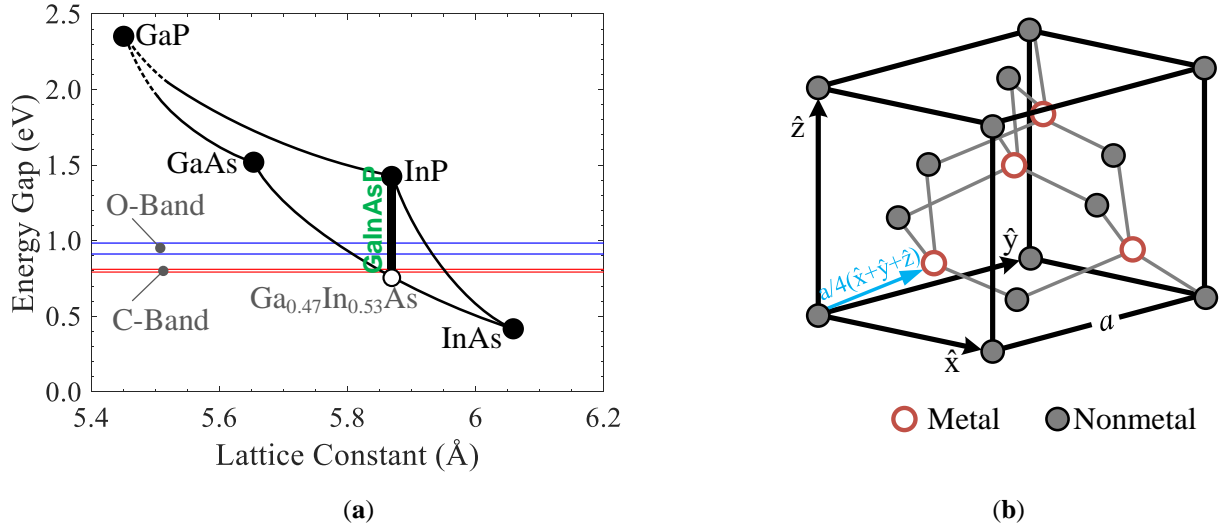 2.5
2.0
1.5
1.0
0.5
0.0
Energy Gap (eV)
GaP
GaAs
InP
GaInAsP
O-Band
C-Band
Ga0.47In0.53As
InAs
5.4
5.6
5.8
6
6.2
Lattice Constant (Å)
(a)
ẑ
ŷ
a/4(x̂+ŷ+ẑ)
x̂
a
Metal
Nonmetal
(b)